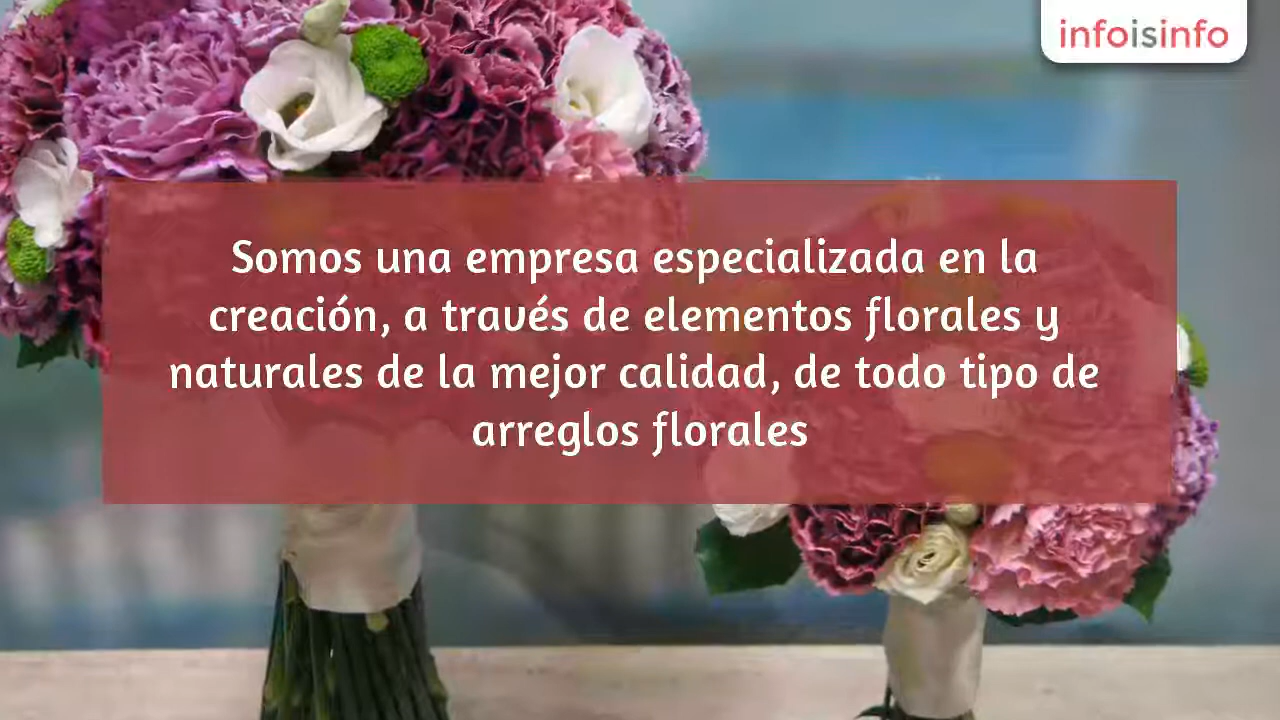 infoisinfo
Somos una empresa especializada en la
creación, a través de elementos florales y
naturales de la mejor calidad, de todo tipo de
arreglos florales